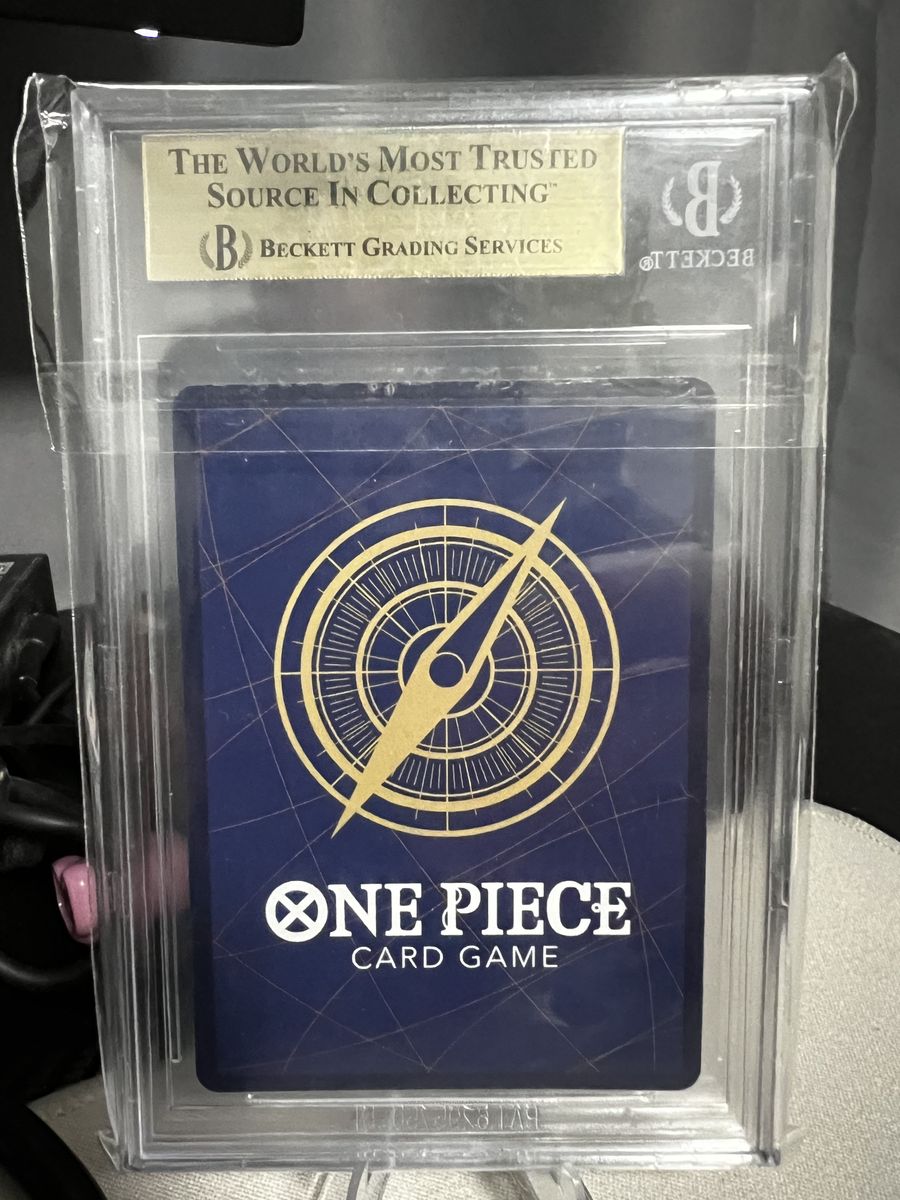 THE WORLD'S MOST TRUSTED
SOURCE IN COLLECTING™
B BECKETT GRADING SERVICES
B
BECKETT®
ONE PIECE
CARD GAME